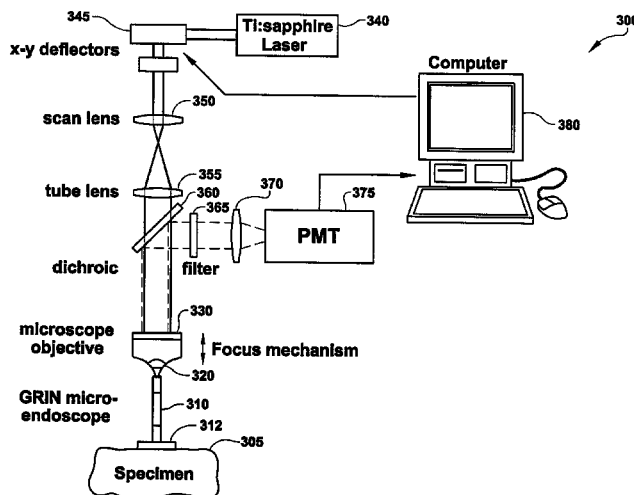 300
345
Ti:sapphire
Laser
340
x-y deflectors
Computer
380
scan lens
350
tube lens
355
360
365
370
375
PMT
dichroic
filter
330
microscope
objective
Focus mechanism
320
GRIN micro-
endoscope
310
312
305
Specimen